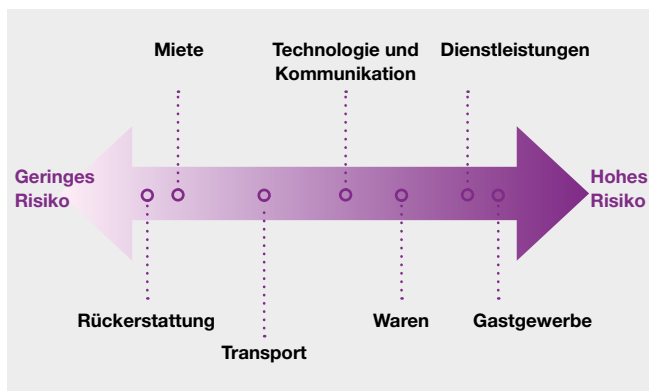 Miete
Technologie und
Kommunikation
Dienstleistungen
Geringes
Risiko
Hohes
Risiko
Rückerstattung
Transport
Waren
Gastgewerbe